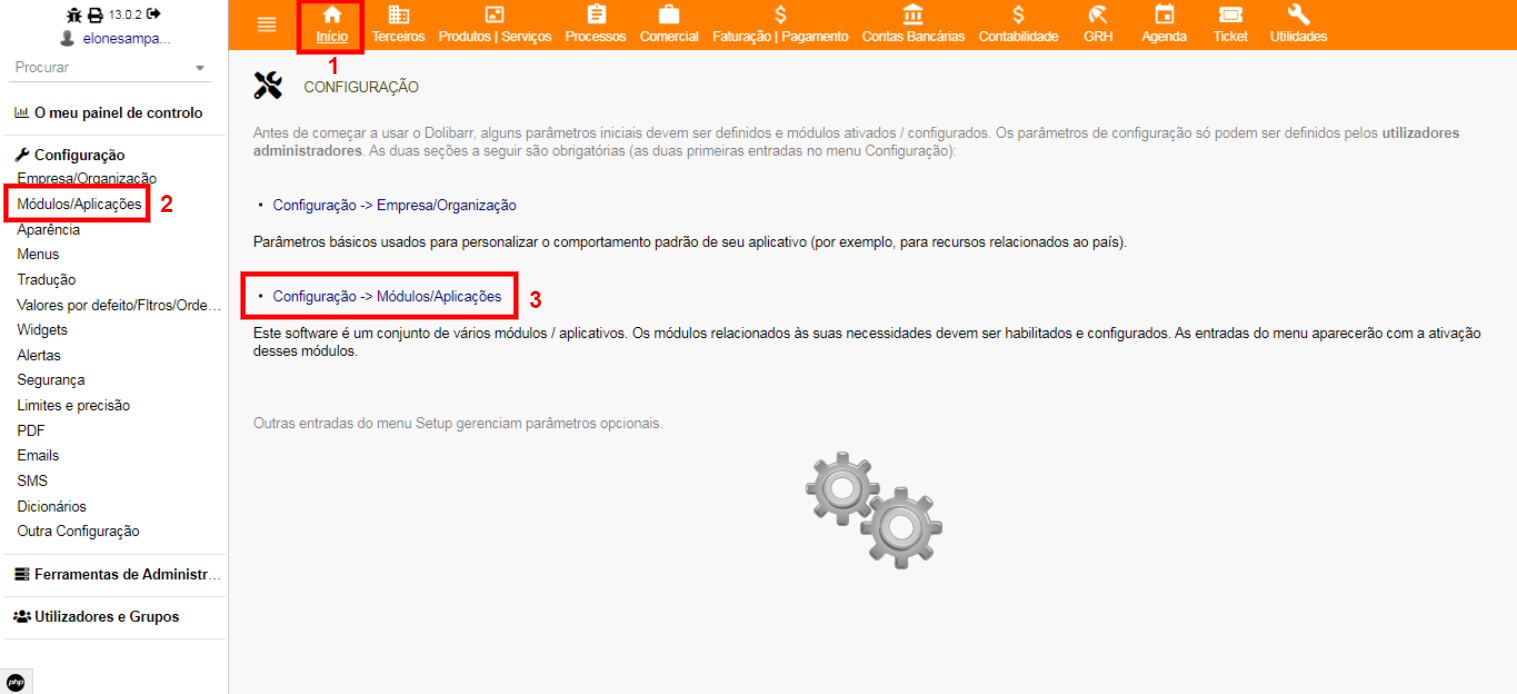 13.0.2
elonesampa...
Procurar
O meu painel de controlo
Configuração
Empresa/Organização
Módulos/Aplicações 2
Aparência
Menus
Tradução
Valores por defeito/Fltros/Orde...
Widgets
Alertas
Segurança
Limites e precisão
PDF
Emails
SMS
Dicionários
Outra Configuração
Ferramentas de Administr...
Utilizadores e Grupos
php
Início Terceiros Produtos | Serviços Processos Comercial Faturação | Pagamento Contas Bancárias Contabilidade GRH Agenda Ticket Utilidades
1
CONFIGURAÇÃO
Antes de começar a usar o Dolibarr, alguns parâmetros iniciais devem ser definidos e módulos ativados / configurados. Os parâmetros de configuração só podem ser definidos pelos utilizadores
administradores. As duas seções a seguir são obrigatórias (as duas primeiras entradas no menu Configuração):
• Configuração -> Empresa/Organização
Parâmetros básicos usados para personalizar o comportamento padrão de seu aplicativo (por exemplo, para recursos relacionados ao país).
• Configuração -> Módulos/Aplicações 3
Este software é um conjunto de vários módulos / aplicativos. Os módulos relacionados às suas necessidades devem ser habilitados e configurados. As entradas do menu aparecerão com a ativação
desses módulos.
Outras entradas do menu Setup gerenciam parâmetros opcionais.